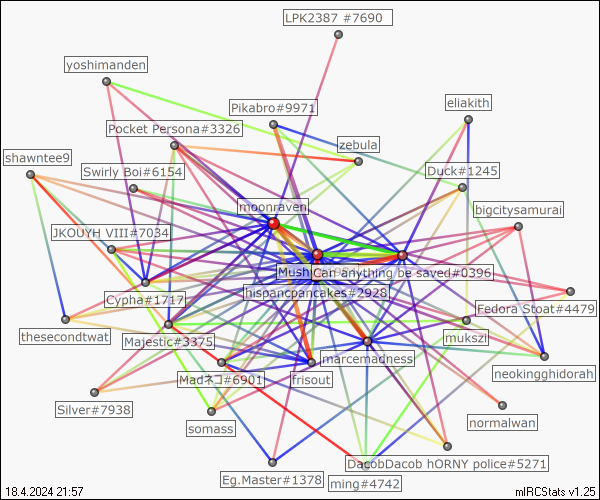 LPK2387 #7690
yoshimanden
Pikabro#9971
eliakith
Pocket Persona#3326
zebula
shawntee9
Swirly Boi#6154
Duck#1245
moonraven
bigcitysamurai
JKOUYH VIII#7034
Mush
Can anything be saved#0396
Cypha#1717
hispanicpancakes#2928
Fedora Stoat#4479
thesecondtwat
Majestic#3375
mukszi
marcemadness
neokingghidorah
Madネコ#6901
frisout
Silver#7938
somass
normalwan
DacobDacob hORNY police#5271
Eg.Master#1378
ming#4742
18.4.2024 21:57
mIRCStats v1.25